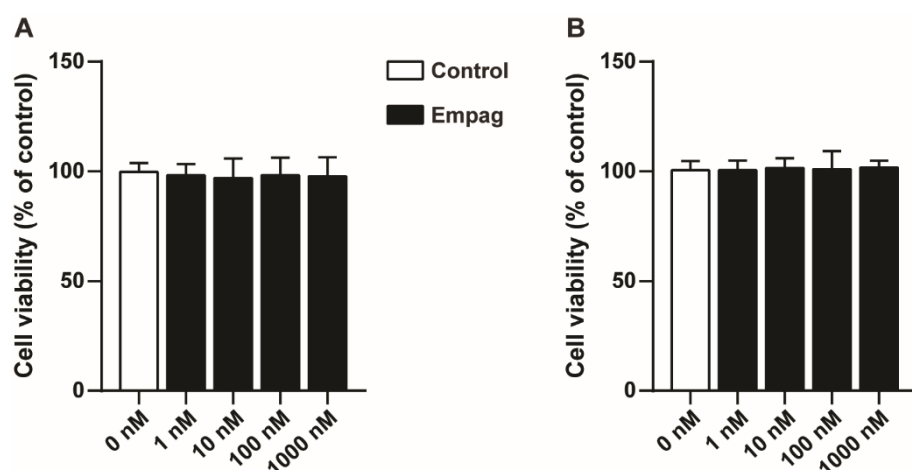 A
Cell viability (% of control)
150
100
50
0
0 nM
1 nM
10 nM
100 nM
1000 nM
Control
Empag
B
Cell viability (% of control)
150
100
50
0
0 nM
1 nM
10 nM
100 nM
1000 nM